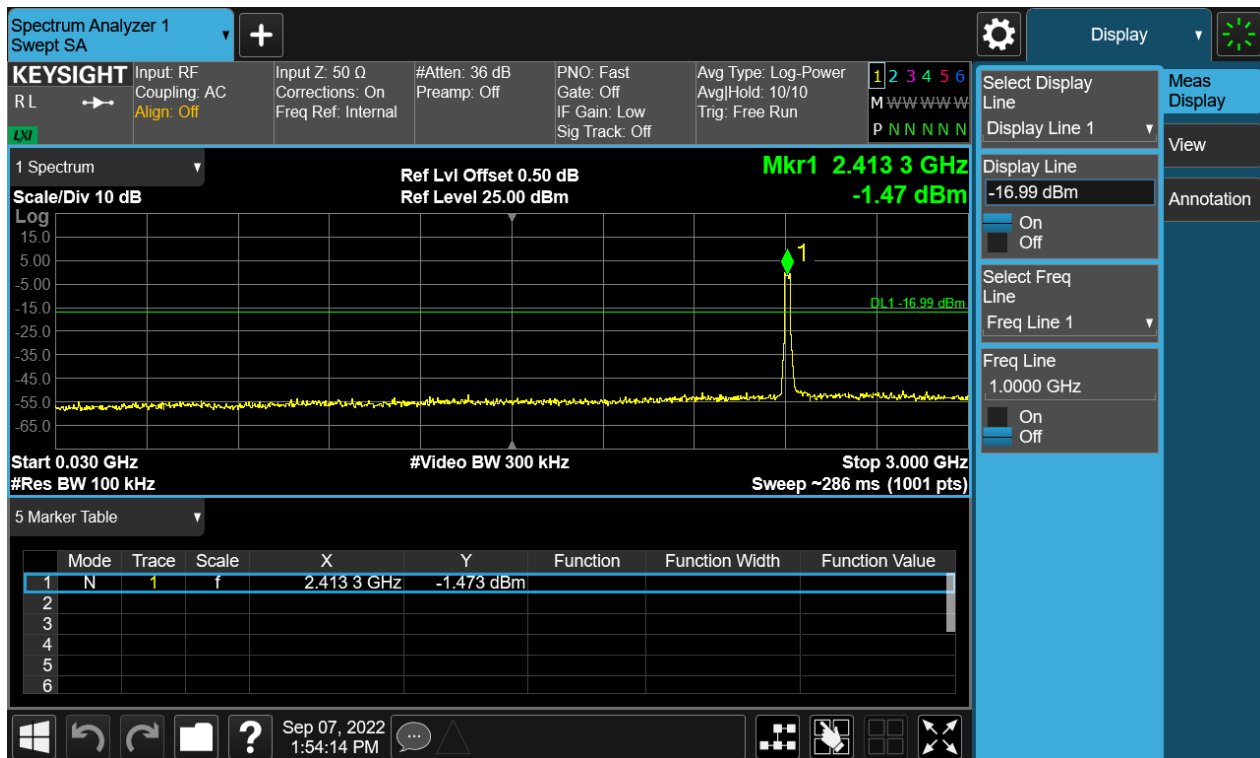 Spectrum Analyzer 1
Swept SA
▼
+
Display
▼
KEYSIGHT
RL
LXI
Input: RF
Coupling: AC
Align: Off
Input Z: 50 Ω
Corrections: On
Freq Ref: Internal
#Atten: 36 dB
Preamp: Off
PNO: Fast
Gate: Off
IF Gain: Low
Sig Track: Off
Avg Type: Log-Power
Avg|Hold: 10/10
Trig: Free Run
1 2 3 4 5 6
M W W W W W
P N N N N N
1 Spectrum ▼
Scale/Div 10 dB
Ref Lvl Offset 0.50 dB
Ref Level 25.00 dBm
Mkr1 2.413 3 GHz
-1.47 dBm
Log
15.0
5.00
-5.00
-15.0
-25.0
-35.0
-45.0
-55.0
-65.0
1
DL1 -16.99 dBm
Start 0.030 GHz
#Video BW 300 kHz
Stop 3.000 GHz
#Res BW 100 kHz
Sweep ~286 ms (1001 pts)
5 Marker Table ▼
Mode Trace Scale X Y Function Function Width Function Value
1 N 1 f 2.413 3 GHz -1.473 dBm
2
3
4
5
6
?
Sep 07, 2022
1:54:14 PM
Select Display
Line
Display Line 1 ▼
Display Line
-16.99 dBm
On
Off
Select Freq
Line
Freq Line 1 ▼
Freq Line
1.0000 GHz
On
Off
Meas
Display
View
Annotation